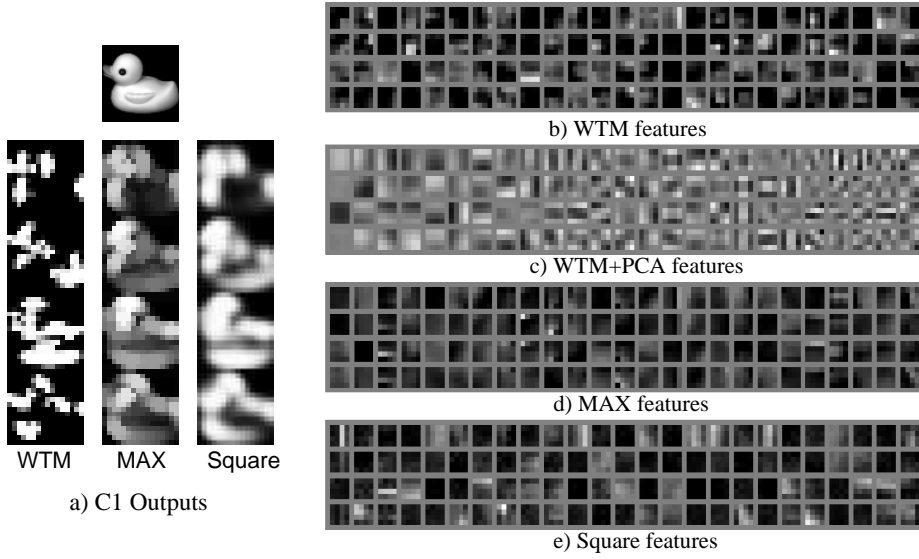 WTM MAX Square
a) C1 Outputs
b) WTM features
c) WTM+PCA features
d) MAX features
e) Square features